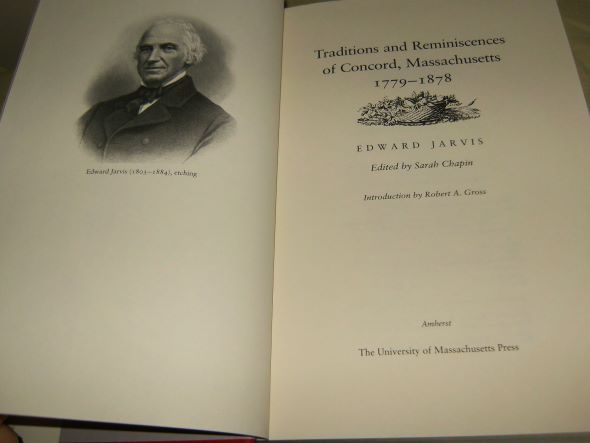 Edward Jarvis (1803–1884), etching
Traditions and Reminiscences
of Concord, Massachusetts
1779–1878
EDWARD JARVIS
Edited by Sarah Chapin
Introduction by Robert A. Gross
Amherst
The University of Massachusetts Press